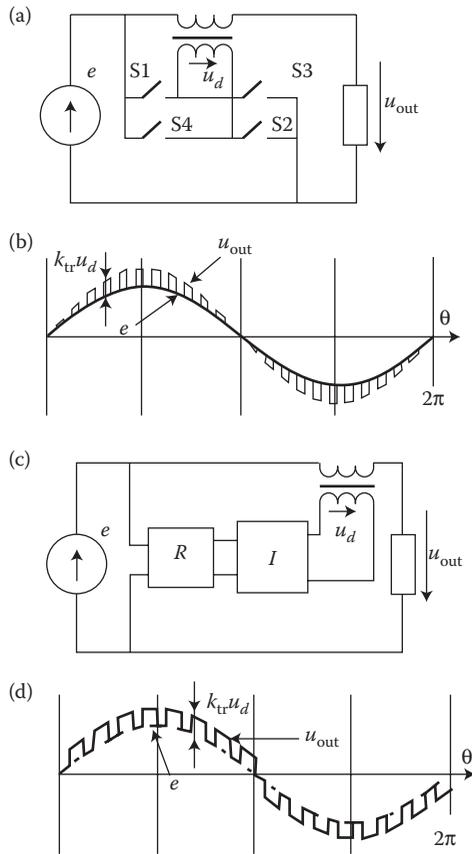 (a)
e
S1
u_d
S3
S4
S2
u_out
(b)
k_tr u_d
u_out
e
θ
2π
(c)
e
R
I
u_d
u_out
(d)
k_tr u_d
u_out
e
θ
2π